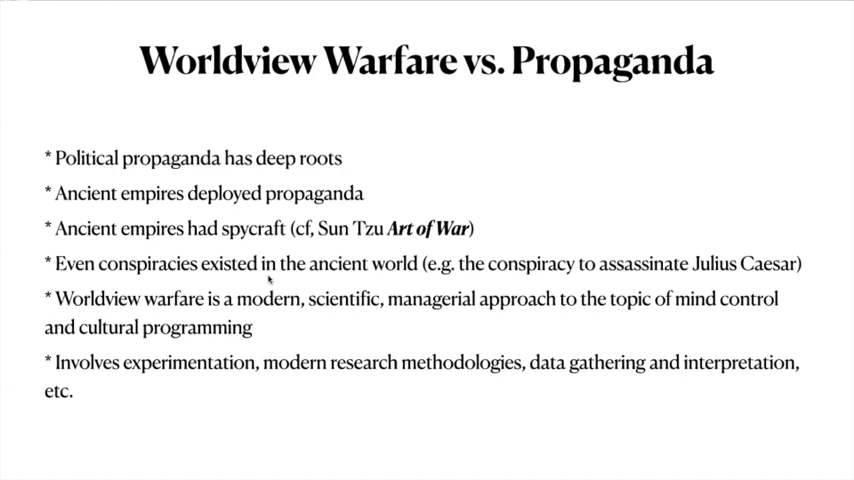 Worldview Warfare vs. Propaganda
* Political propaganda has deep roots
* Ancient empires deployed propaganda
* Ancient empires had spycraft (cf, Sun Tzu Art of War)
* Even conspiracies existed in the ancient world (e.g. the conspiracy to assassinate Julius Caesar)
* Worldview warfare is a modern, scientific, managerial approach to the topic of mind control
and cultural programming
* Involves experimentation, modern research methodologies, data gathering and interpretation,
etc.